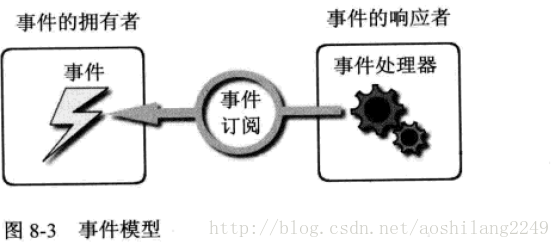 事件的拥有者
事件的响应者
事件
事件处理器
事件
订阅
图 8-3 事件模型
http://blog.csdn.net/aoshilang2249